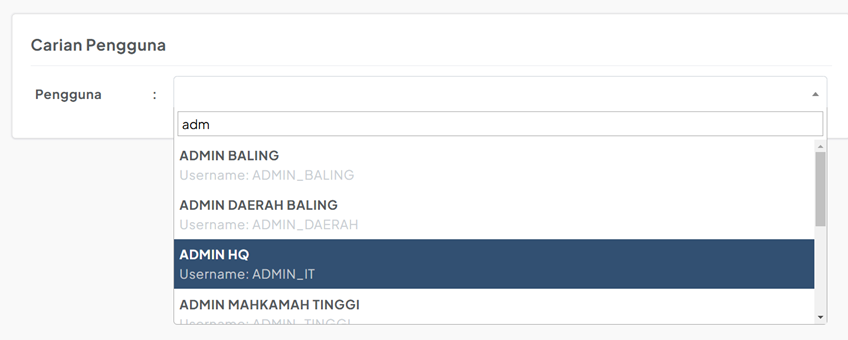 Carian Pengguna
Pengguna :
adm
ADMIN BALING
Username: ADMIN_BALING
ADMIN DAERAH BALING
Username: ADMIN_DAERAH
ADMIN HQ
Username: ADMIN_IT
ADMIN MAHKAMAH TINGGI
Username: ADMIN_TINGGI